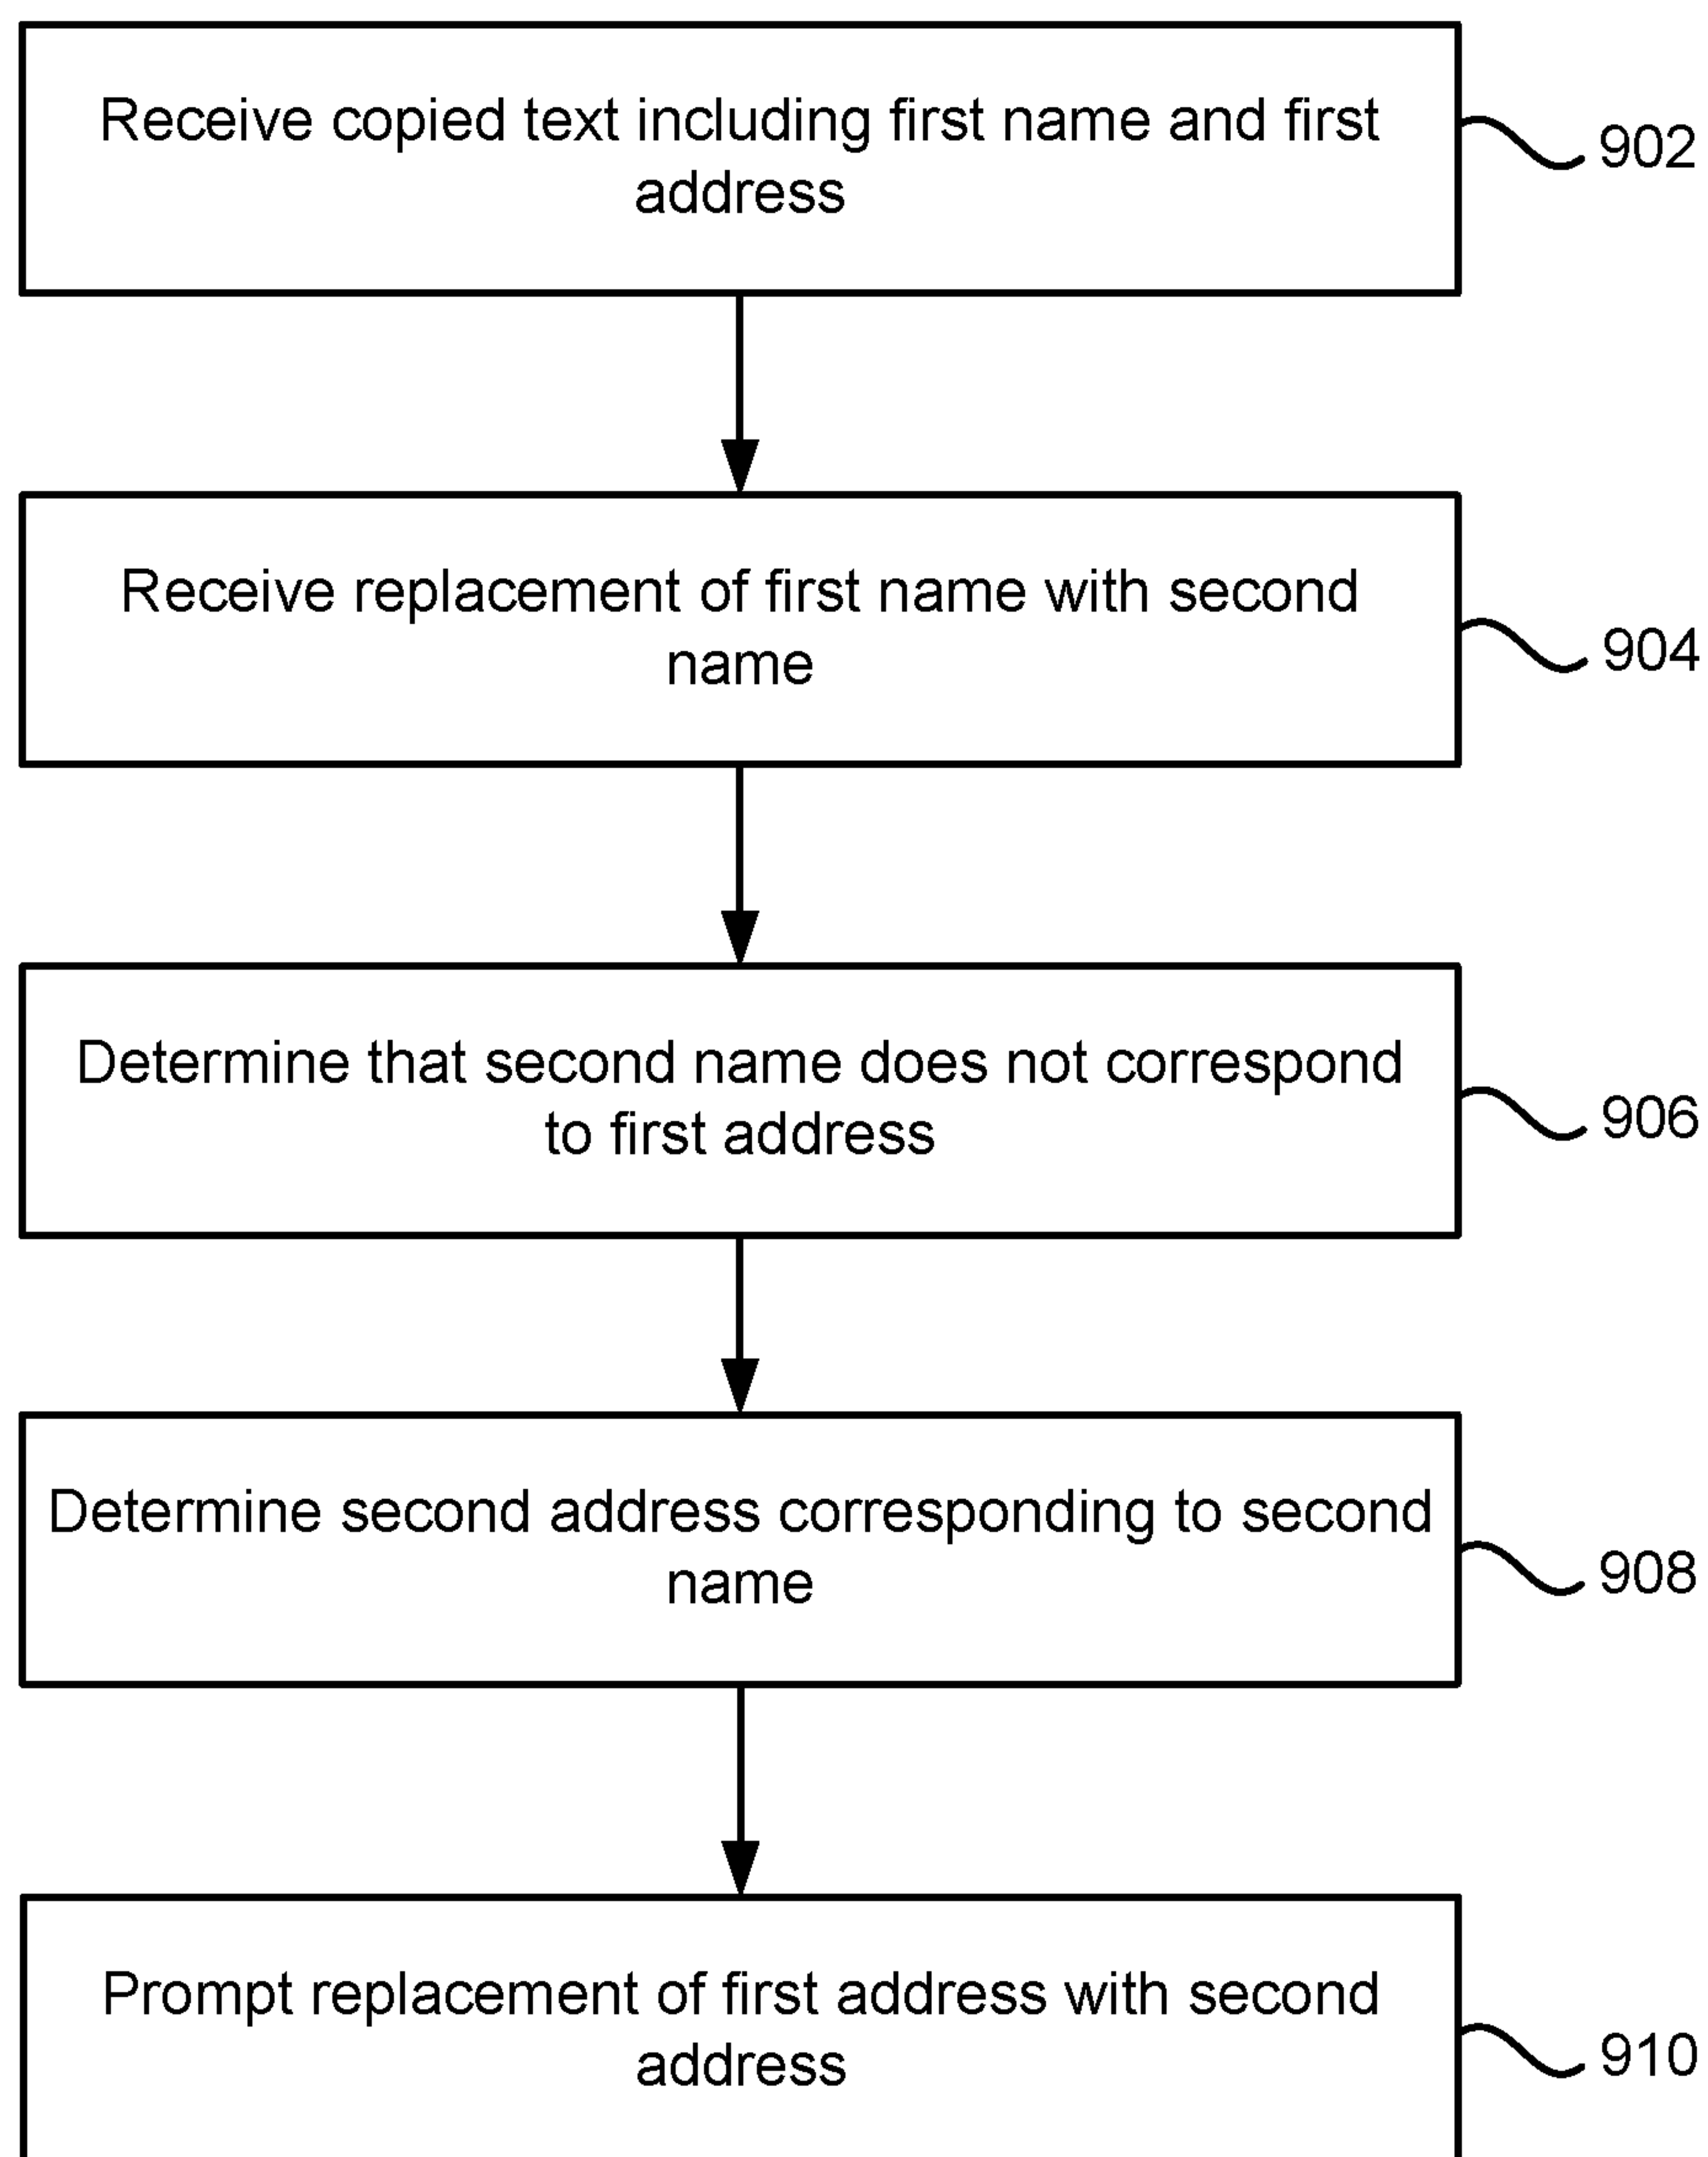 Receive copied text including first name and first
address
902
Receive replacement of first name with second
name
904
Determine that second name does not correspond
to first address
906
Determine second address corresponding to second
name
908
Prompt replacement of first address with second
address
910